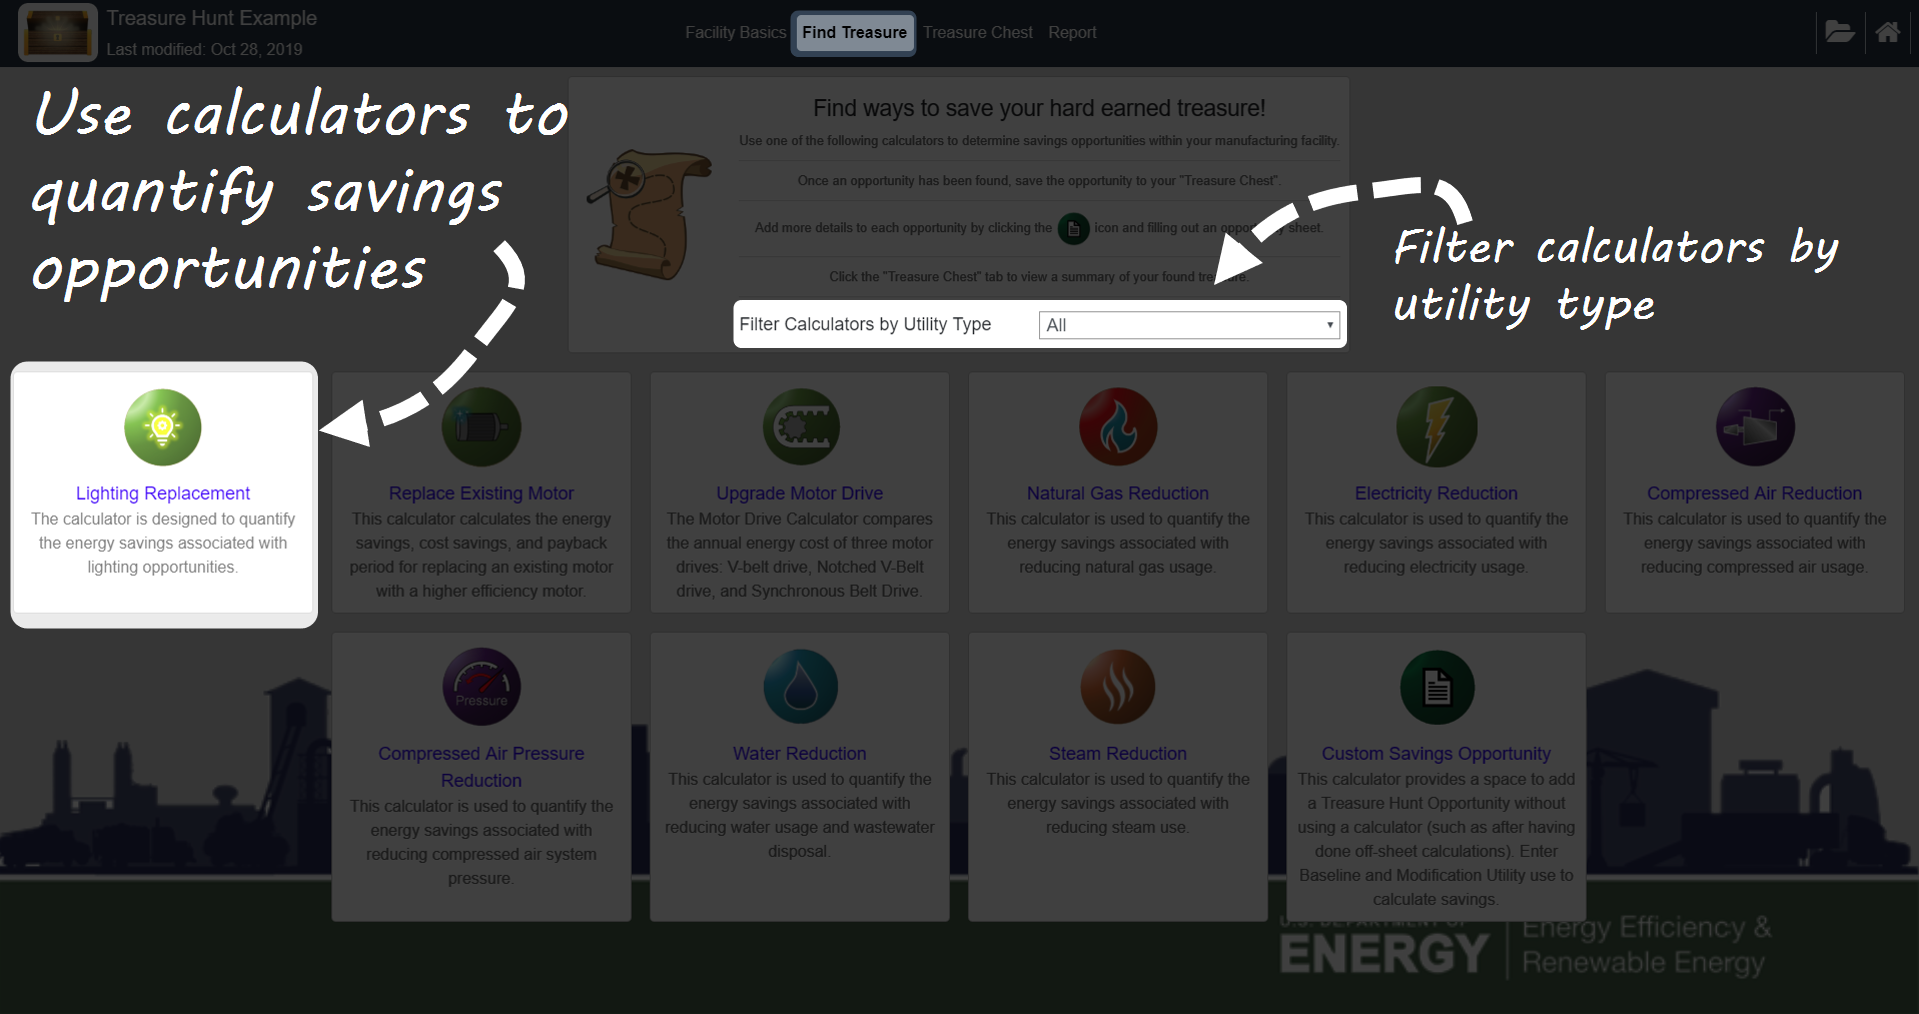 Treasure Hunt Example
Last modified: Oct 28, 2019
Facility Basics
Find Treasure
Treasure Chest
Report
Use calculators to
quantify savings
opportunities
Find ways to save your hard earned treasure!
Use one of the following calculators to determine savings opportunities within your manufacturing facility.
Once an opportunity has been found, save the opportunity to your "Treasure Chest".
Add more details to each opportunity by clicking the icon and filling out an opportunity sheet.
Click the "Treasure Chest" tab to view a summary of your found treasure.
Filter Calculators by Utility Type
All
Filter calculators by
utility type
Lighting Replacement
The calculator is designed to quantify
the energy savings associated with
lighting opportunities.
Replace Existing Motor
This calculator calculates the energy
savings, cost savings, and payback
period for replacing an existing motor
with a higher efficiency motor.
Upgrade Motor Drive
The Motor Drive Calculator compares
the annual energy cost of three motor
drives: V-belt drive, Notched V-Belt
drive, and Synchronous Belt Drive.
Natural Gas Reduction
This calculator is used to quantify the
energy savings associated with
reducing natural gas usage.
Electricity Reduction
This calculator is used to quantify the
energy savings associated with
reducing electricity usage.
Compressed Air Reduction
This calculator is used to quantify the
energy savings associated with
reducing compressed air usage.
Pressure
Compressed Air Pressure
Reduction
This calculator is used to quantify the
energy savings associated with
reducing compressed air system
pressure.
Water Reduction
This calculator is used to quantify the
energy savings associated with
reducing water usage and wastewater
disposal.
Steam Reduction
This calculator is used to quantify the
energy savings associated with
reducing steam use.
Custom Savings Opportunity
This calculator provides a space to add
a Treasure Hunt Opportunity without
using a calculator (such as after having
done off-sheet calculations). Enter
Baseline and Modification Utility use to
calculate savings.
U.S. DEPARTMENT OF
ENERGY
Energy Efficiency &
Renewable Energy